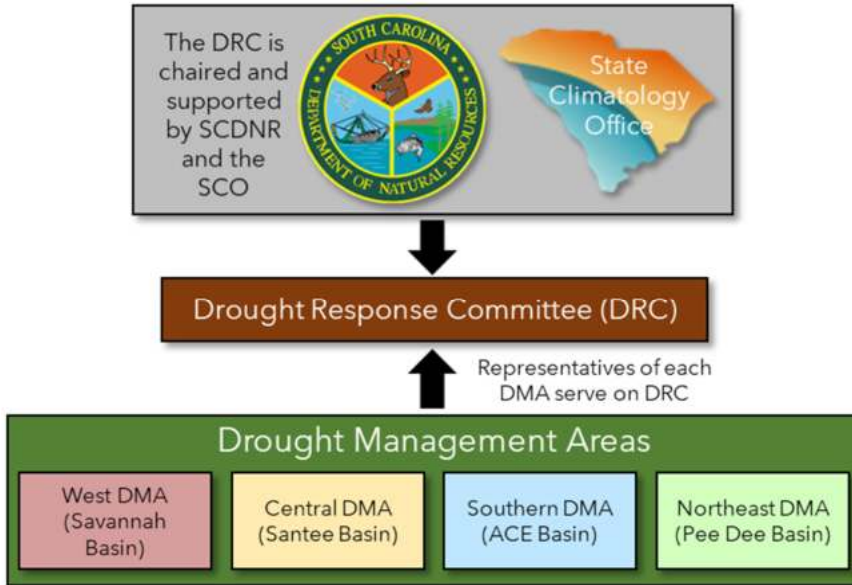 The DRC is
chaired and
supported
by SCDNR
and the
SCO
SOUTH CAROLINA
DEPARTMENT OF NATURAL RESOURCES
State
Climatology
Office
Drought Response Committee (DRC)
Representatives of each
DMA serve on DRC
Drought Management Areas
West DMA
(Savannah
Basin)
Central DMA
(Santee Basin)
Southern DMA
(ACE Basin)
Northeast DMA
(Pee Dee Basin)